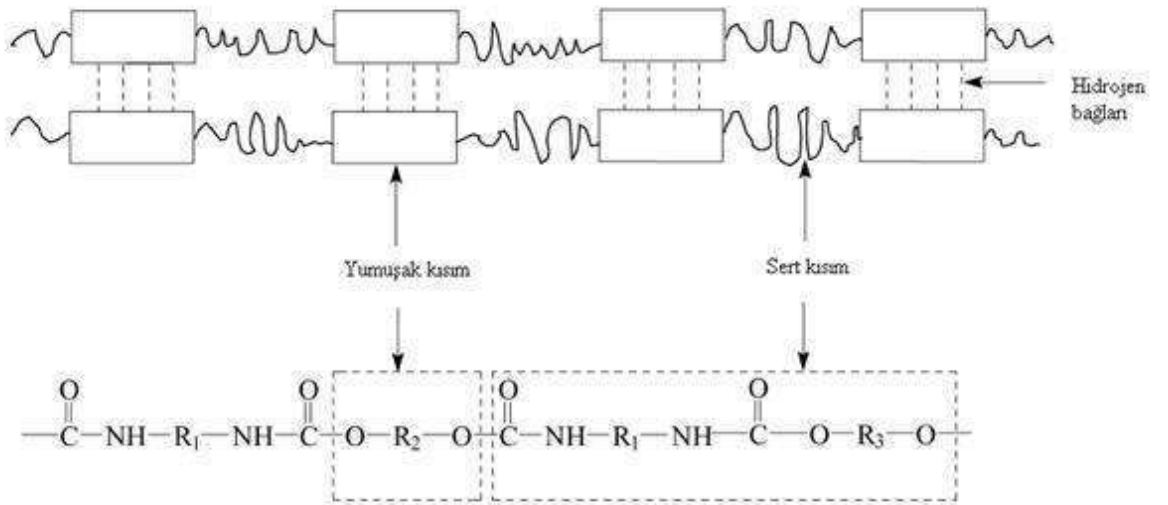 Hidrojen
bağları
Yumuşak kısım
Sert kısım
O O O O
C NH R₁ NH C O R₂ O C NH R₁ NH C O R₃ O